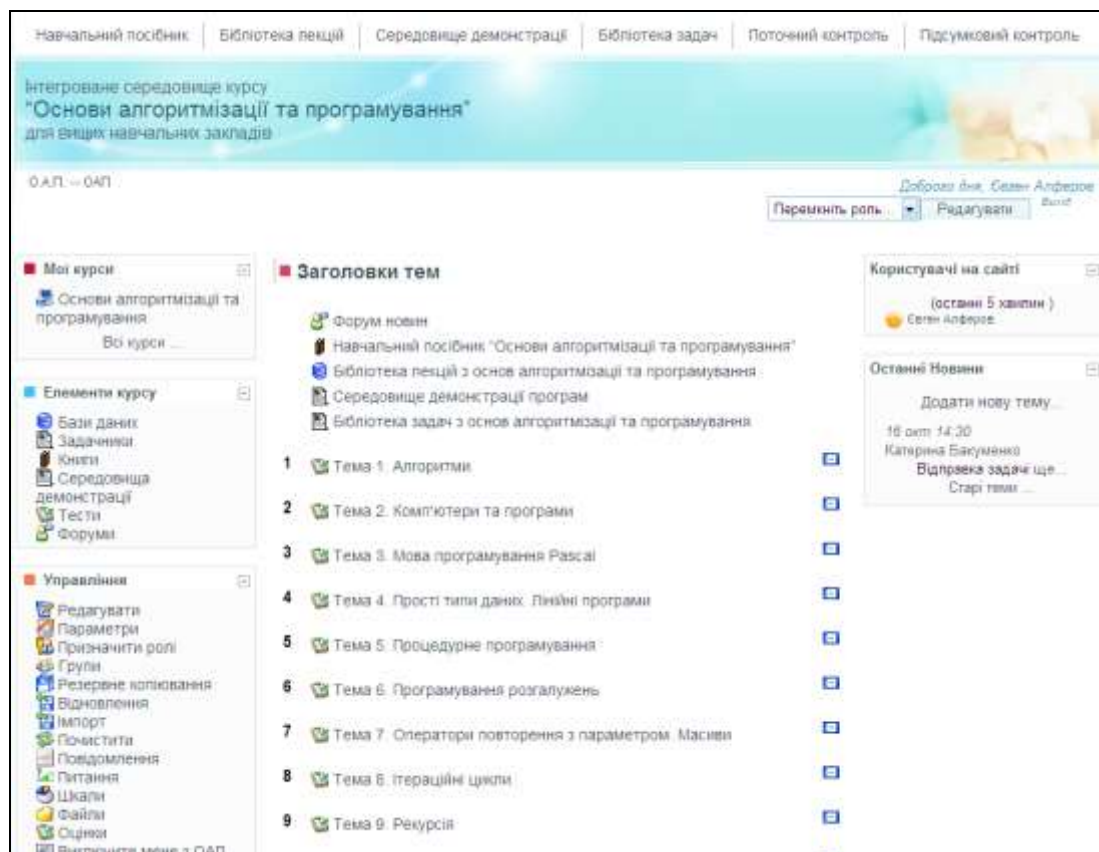 Навчальний посібник
Бібліотека лекцій
Середовище демонстрації
Бібліотека задач
Поточний контроль
Підсумковий контроль
Інтегроване середовище курсу
"Основи алгоритмізації та програмування"
для вищих навчальних закладів
О.А.П. -- ОАП
Доброго дня, Євген Алферов
Вихід
Перемкніть роль...
Редагувати
Мої курси
Основи алгоритмізації та
програмування
Всі курси ...
Елементи курсу
Бази даних
Задачники
Книги
Середовища
демонстрації
Тести
Форуми
Управління
Редагувати
Параметри
Призначити ролі
Групи
Резервне копіювання
Відновлення
Імпорт
Почистити
Повідомлення
Питання
Шкали
Файли
Оцінки
Виключити мене з ОАП
Заголовки тем
Форум новин
Навчальний посібник "Основи алгоритмізації та програмування"
Бібліотека лекцій з основ алгоритмізації та програмування
Середовище демонстрації програм
Бібліотека задач з основ алгоритмізації та програмування
1 Тема 1. Алгоритми
2 Тема 2. Комп'ютери та програми
3 Тема 3. Мова програмування Pascal
4 Тема 4. Прості типи даних. Лінійні програми
5 Тема 5. Процедурне програмування
6 Тема 6. Програмування розгалужень
7 Тема 7. Оператори повторення з параметром. Масиви
8 Тема 8. Ітераційні цикли
9 Тема 9. Рекурсія
Користувачі на сайті
(останні 5 хвилин )
Євген Алферов
Останні Новини
Додати нову тему...
16 окт 14:30
Катерина Бакуменко
Відправка задачі ще...
Старі теми ...